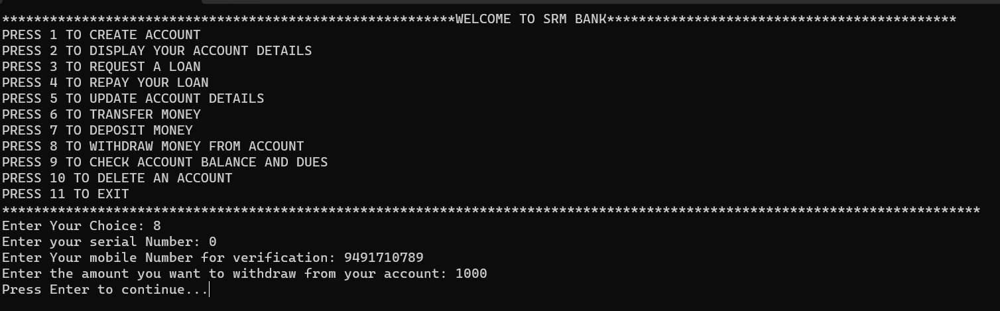 *********************************************************WELCOME TO SRM BANK********************************************
PRESS 1 TO CREATE ACCOUNT
PRESS 2 TO DISPLAY YOUR ACCOUNT DETAILS
PRESS 3 TO REQUEST A LOAN
PRESS 4 TO REPAY YOUR LOAN
PRESS 5 TO UPDATE ACCOUNT DETAILS
PRESS 6 TO TRANSFER MONEY
PRESS 7 TO DEPOSIT MONEY
PRESS 8 TO WITHDRAW MONEY FROM ACCOUNT
PRESS 9 TO CHECK ACCOUNT BALANCE AND DUES
PRESS 10 TO DELETE AN ACCOUNT
PRESS 11 TO EXIT
***************************************************************************************************************************
Enter Your Choice: 8
Enter your serial Number: 0
Enter Your mobile Number for verification: 9491710789
Enter the amount you want to withdraw from your account: 1000
Press Enter to continue...